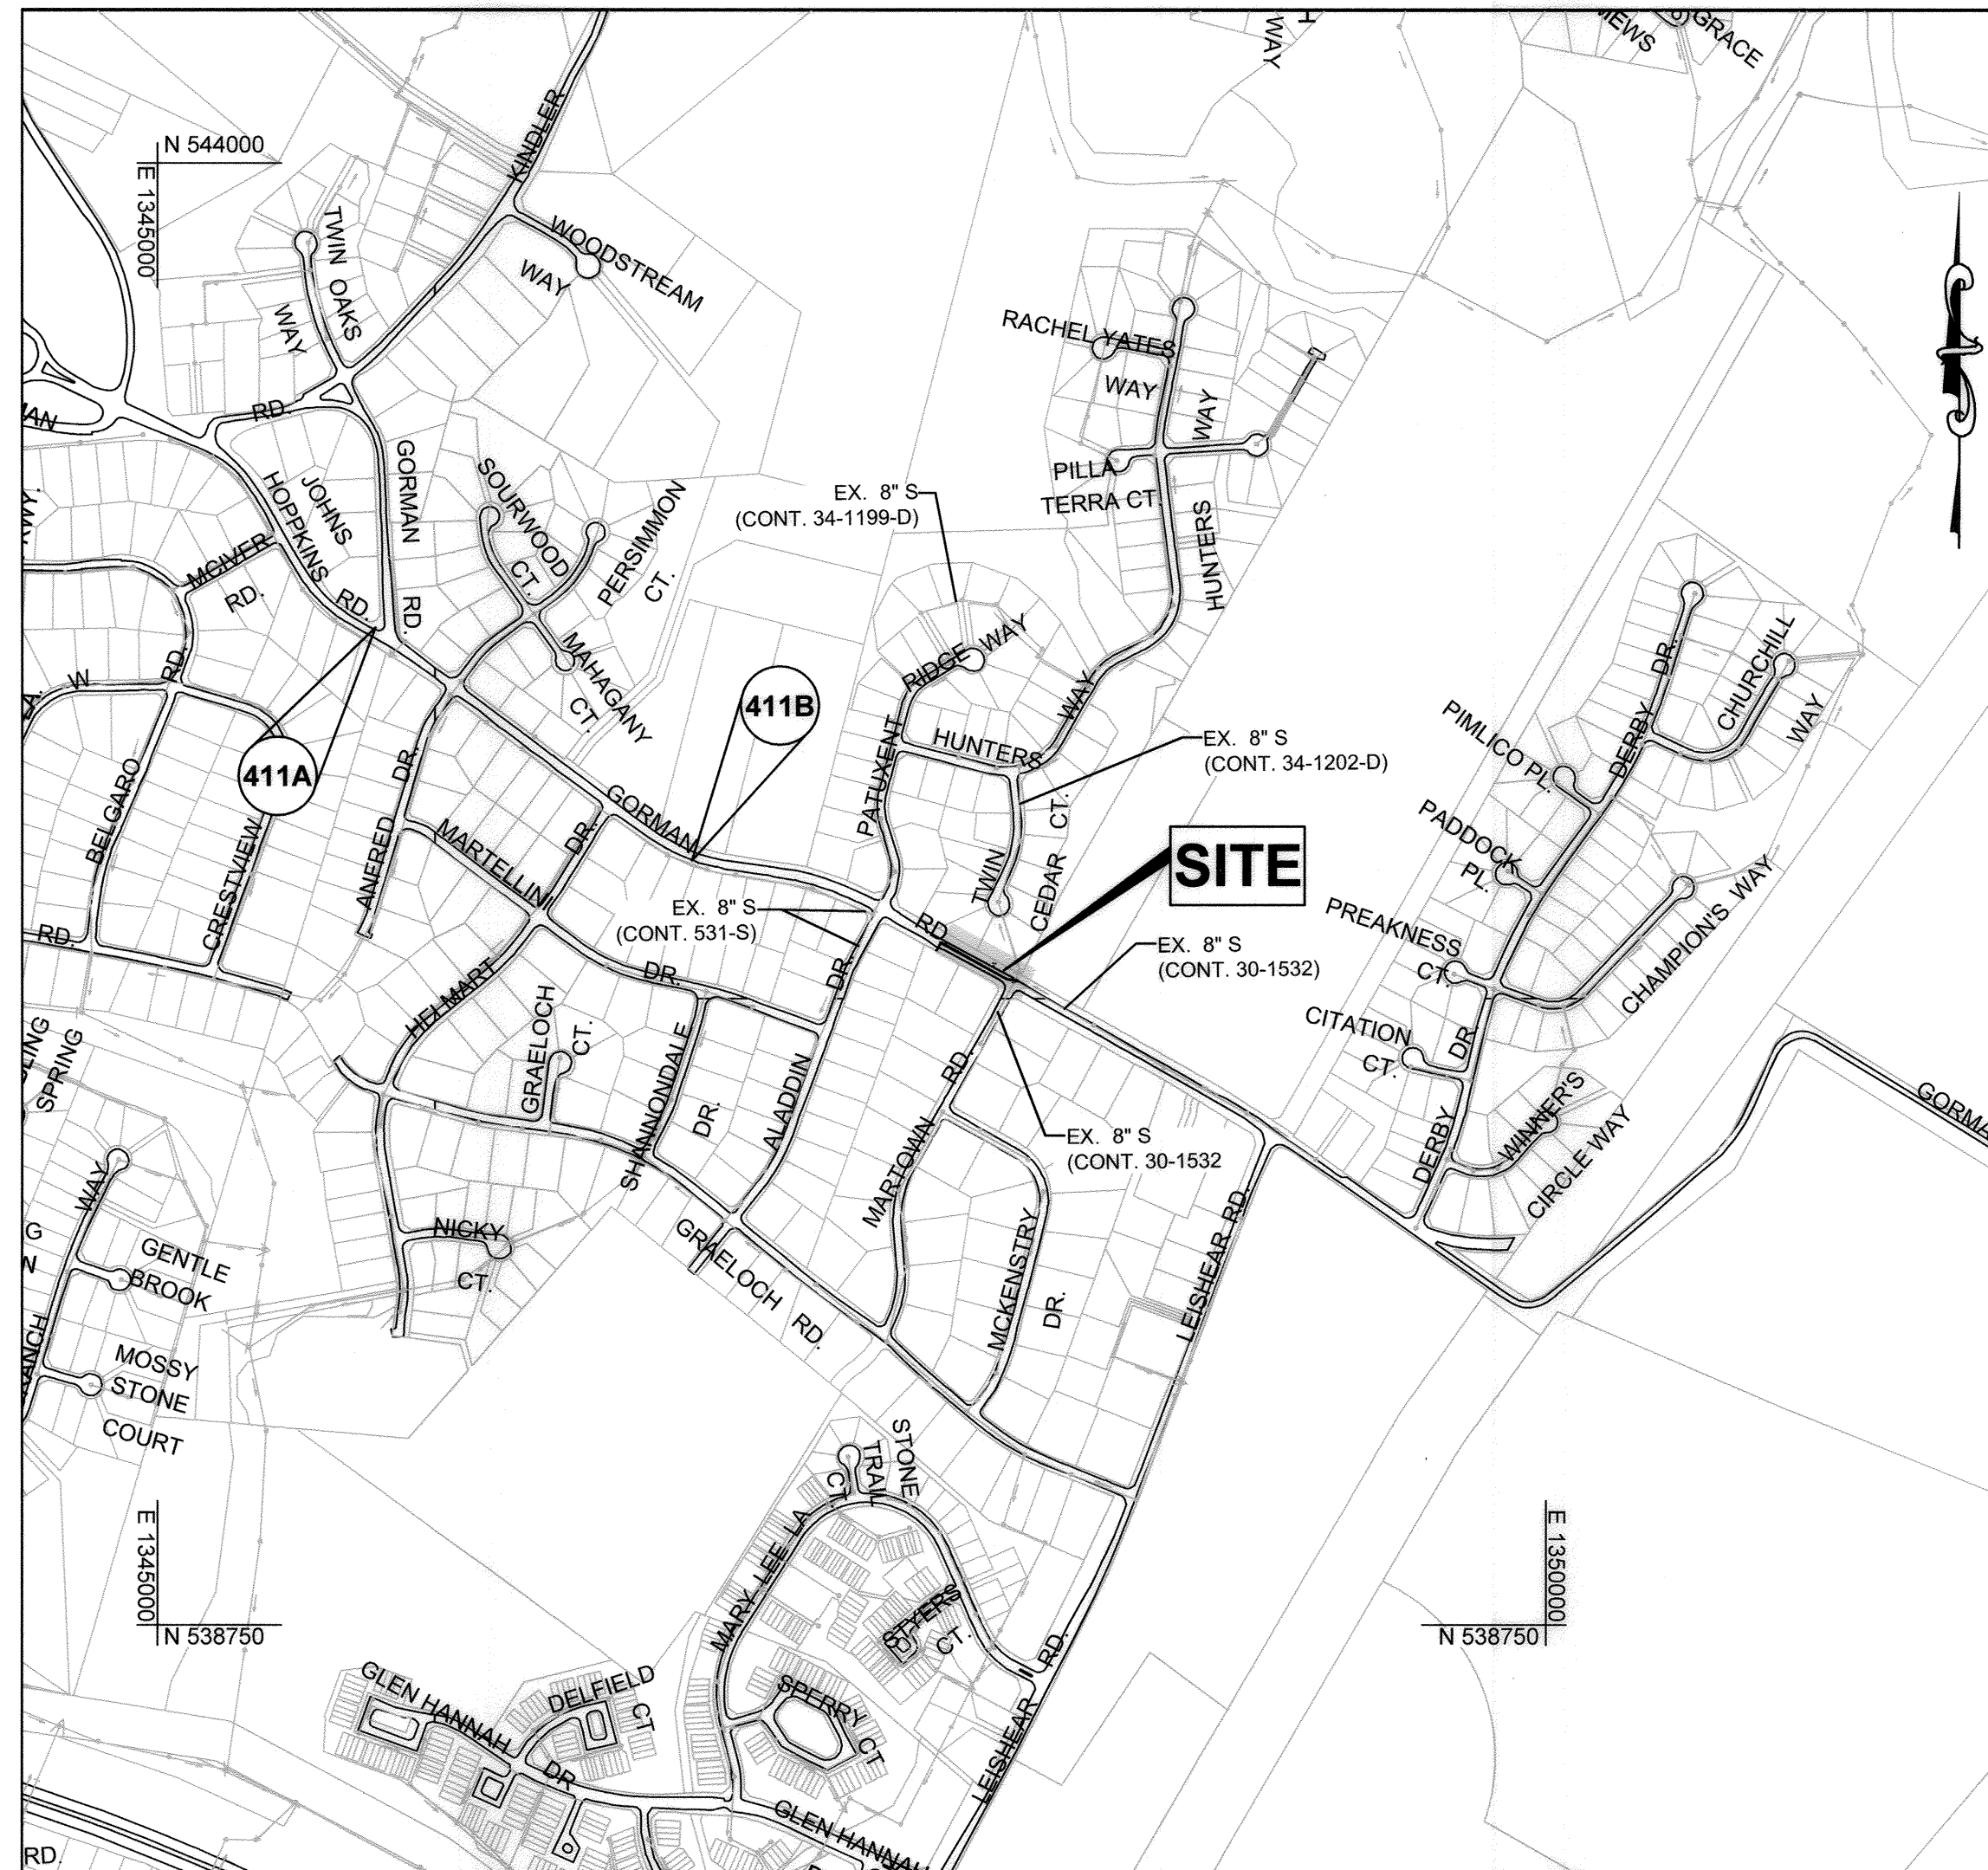 WAY
GRACE
N 544000
E 1345000
KINDLER
TWIN OAKS
WAY
WOODSTREAM
WAY
RACHEL YATES
WAY
WAY
RD.
GORMAN
RD.
JOHNS
HOPPKINS
RD.
MCIVER
RD.
SOURWOOD
CT.
PERSIMMON
CT.
MAHAGANY
CT.
PILLA
TERRA CT.
HUNTERS
WAY
EX. 8" S
(CONT. 34-1199-D)
RIDGE WAY
PATUXENT
HUNTERS
EX. 8" S
(CONT. 34-1202-D)
TWIN
CEDAR CT.
411A
411B
SITE
W
RD.
BELGARO
CRESTVIEW
RD.
ANFRED DR.
MARTELLINI
DR.
GORMAN
RD.
EX. 8" S
(CONT. 531-S)
EX. 8" S
(CONT. 30-1532)
EX. 8" S
(CONT. 30-1532
DR.
DR.
HELMART
GRAELOCH
CT.
SHANNONDALE
DR.
ALADDIN
MARTOWN
RD.
MCKENSTRY
DR.
LEISHEAR RD.
CHURCHILL
WAY
DERBY DR.
PIMLICO PL.
PADDOCK
PL.
PREAKNESS
CT.
CHAMPION'S WAY
CITATION
CT.
DR
DERBY
WINNER'S
CIRCLE WAY
SPRING
WAY
GENTLE
BROOK
MOSSY
STONE
COURT
NICKY
CT.
GRAELOCH RD.
STONE
TRAIL
CT
MARY LEE LA
STYERS
CT.
SPERRY
CT
RD.
LEISHEAR
E 1345000
N 538750
E 1350000
N 538750
GLEN HANNAH
DR
DELFIELD
CT
GLEN HANNAH
RD.